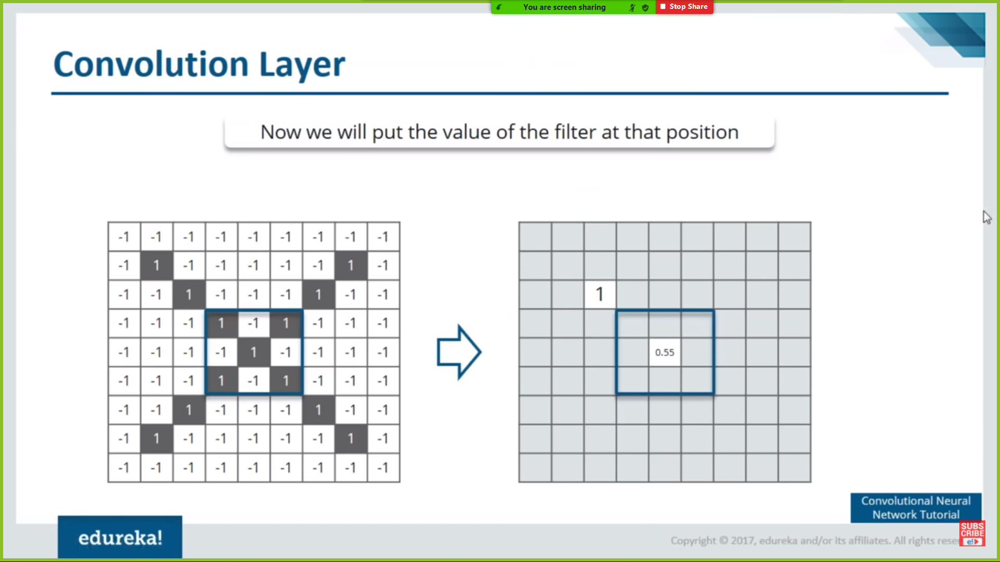 You are screen sharing
Stop Share
Convolution Layer
Now we will put the value of the filter at that position
-1 -1 -1 -1 -1 -1 -1 -1 -1
-1 1 -1 -1 -1 -1 -1 1 -1
-1 -1 1 -1 -1 -1 1 -1 -1
-1 -1 -1 1 -1 1 -1 -1 -1
-1 -1 -1 -1 1 -1 -1 -1 -1
-1 -1 -1 1 -1 1 -1 -1 -1
-1 -1 1 -1 -1 -1 1 -1 -1
-1 1 -1 -1 -1 -1 -1 1 -1
-1 -1 -1 -1 -1 -1 -1 -1 -1
1
0.55
Convolutional Neural
Network Tutorial
edureka!
Copyright © 2017, edureka and/or its affiliates. All rights rese
SUBS
CRIBE
e!